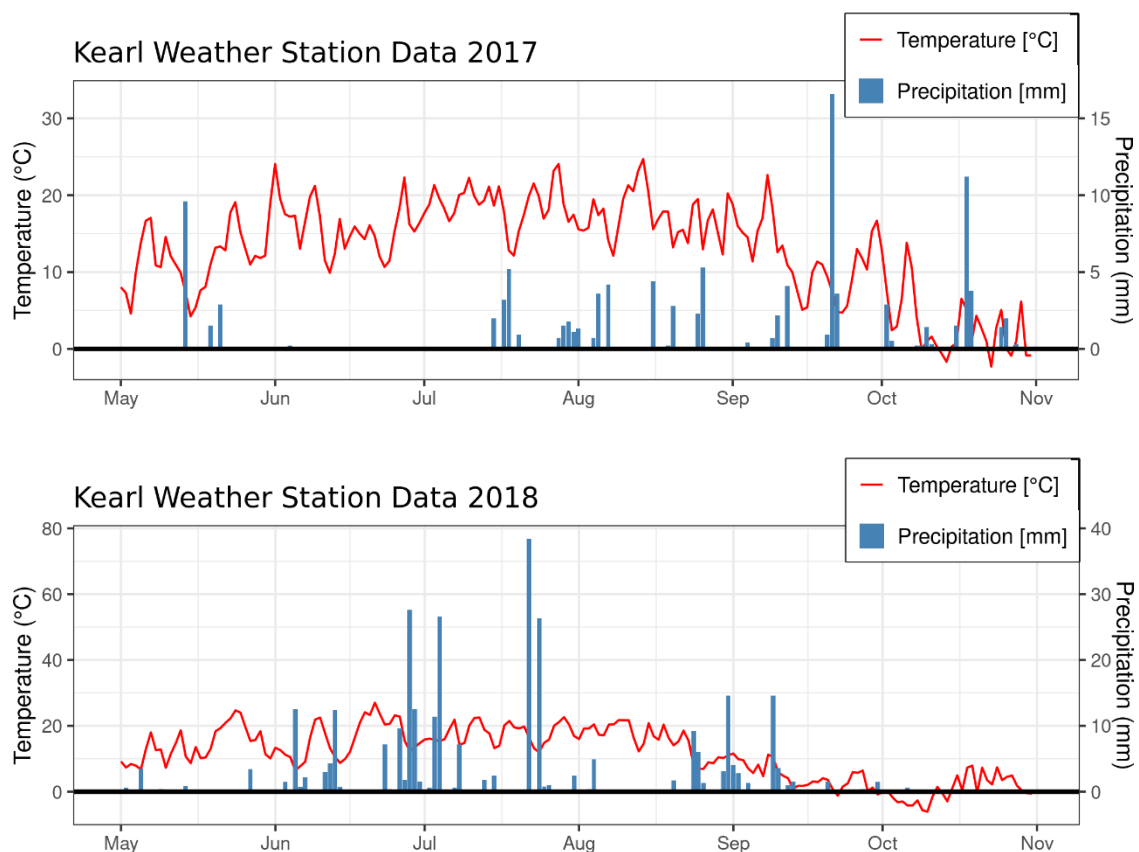 Kearl Weather Station Data 2017
Temperature [°C]
Precipitation [mm]
Temperature (°C)
30
20
10
0
15
10
5
0
Precipitation (mm)
May Jun Jul Aug Sep Oct Nov
Kearl Weather Station Data 2018
Temperature [°C]
Precipitation [mm]
Temperature (°C)
80
60
40
20
0
40
30
20
10
0
Precipitation (mm)
May Jun Jul Aug Sep Oct Nov